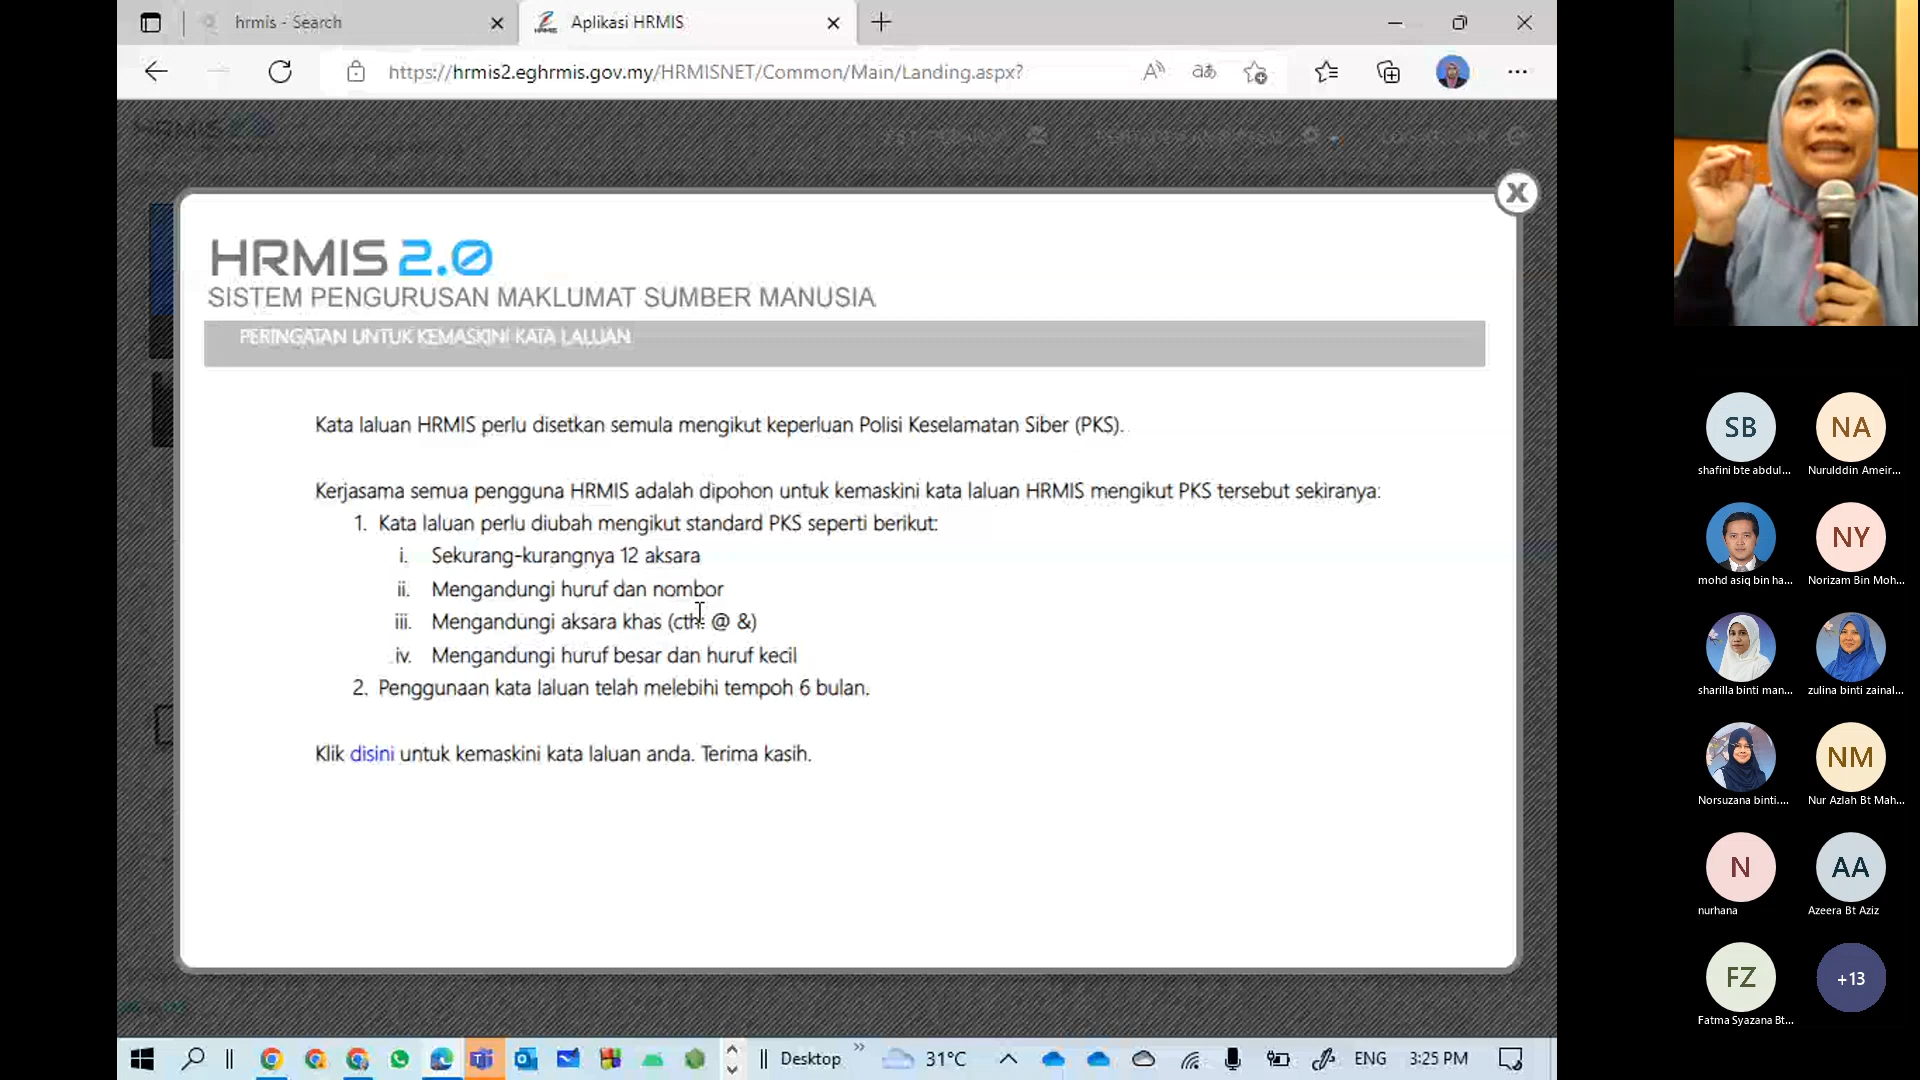 hrmis - Search
Aplikasi HRMIS
https://hrmis2.eghrmis.gov.my/HRMISNET/Common/Main/Landing.aspx?
X
HRMIS 2.0
SISTEM PENGURUSAN MAKLUMAT SUMBER MANUSIA
PERINGATAN UNTUK KEMASKINI KATA LALUAN
Kata laluan HRMIS perlu disetkan semula mengikut keperluan Polisi Keselamatan Siber (PKS).
Kerjasama semua pengguna HRMIS adalah dipohon untuk kemaskini kata laluan HRMIS mengikut PKS tersebut sekiranya:
1. Kata laluan perlu diubah mengikut standard PKS seperti berikut:
i. Sekurang-kurangnya 12 aksara
ii. Mengandungi huruf dan nombor
iii. Mengandungi aksara khas (cth: @ &)
iv. Mengandungi huruf besar dan huruf kecil
2. Penggunaan kata laluan telah melebihi tempoh 6 bulan.
Klik disini untuk kemaskini kata laluan anda. Terima kasih.
Desktop
31°C
ENG
3:25 PM
SB
shafini bte abdul...
NA
Nurulddin Ameir...
mohd asiq bin ha...
NY
Norizam Bin Moh...
sharilla binti man...
zulina binti zainal...
Norsuzana binti....
NM
Nur Azlah Bt Mah...
N
nurhana
AA
Azeera Bt Aziz
FZ
Fatma Syazana Bt...
+13